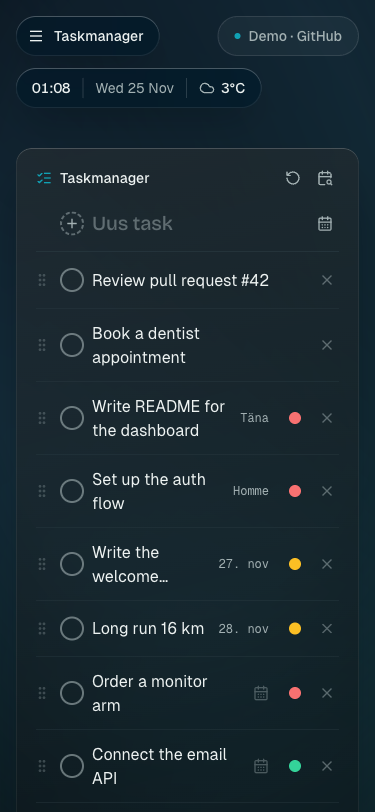 Taskmanager
Demo · GitHub
01:08 Wed 25 Nov 3°C
Taskmanager
Uus task
Review pull request #42
Book a dentist
appointment
Write README for
the dashboard
Täna
Set up the auth
flow
Homme
Write the
welcome…
27. nov
Long run 16 km 28. nov
Order a monitor
arm
Connect the email
API